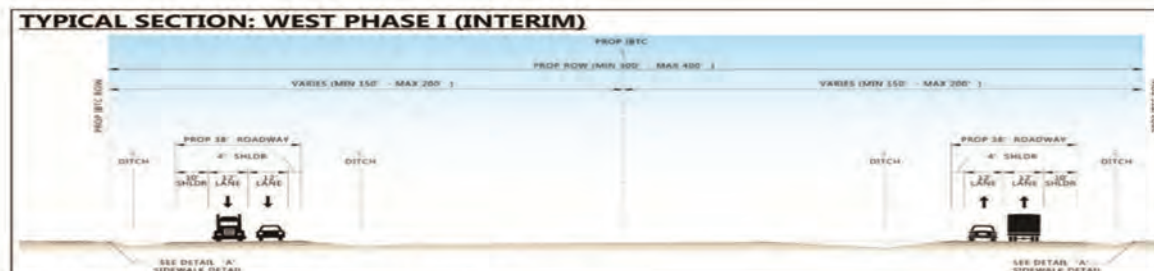 TYPICAL SECTION: WEST PHASE I (INTERIM)
PROP IBTC
PROP ROW (MIN 300' - MAX 400' )
VARIES (MIN 150' - MAX 200' )
VARIES (MIN 150' - MAX 200' )
PROP IBTC ROW
PROP 38' ROADWAY
PROP 38' ROADWAY
DITCH
4' SHLDR
DITCH
DITCH
4' SHLDR
DITCH
10' SHLDR
12' LANE
12' LANE
12' LANE
12' LANE
10' SHLDR
SEE DETAIL 'A'
SIDEWALK DETAIL
SEE DETAIL 'A'
SIDEWALK DETAIL